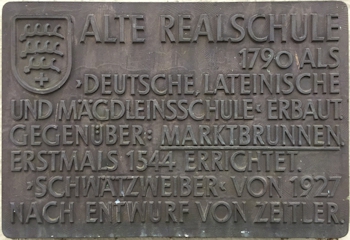 ALTE REALSCHULE
1790 ALS
›DEUTSCHE, LATEINISCHE
UND MÄGDLEINSSCHULE‹ ERBAUT.
GEGENÜBER: MARKTBRUNNEN,
ERSTMALS 1544 ERRICHTET.
›SCHWÄTZWEIBER‹ VON 1927
NACH ENTWURF VON ZEITLER.